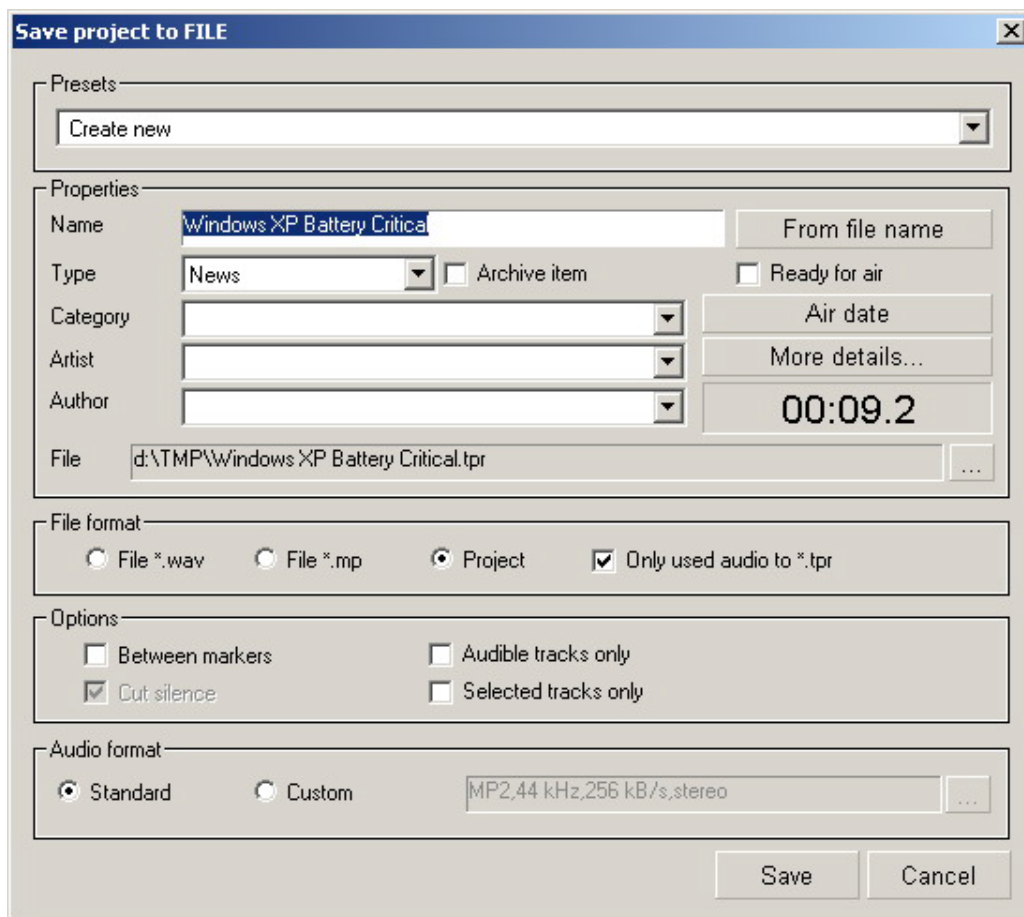 Save project to FILE
Presets
Create new
Properties
Name Windows XP Battery Critical From file name
Type News Archive item Ready for air
Category Air date
Artist More details...
Author 00:09.2
File d:\TMP\Windows XP Battery Critical.tpr ...
File format
File *.wav File *.mp Project Only used audio to *.tpr
Options
Between markers Audible tracks only
Cut silence Selected tracks only
Audio format
Standard Custom MP2,44 kHz,256 kB/s,stereo ...
Save Cancel